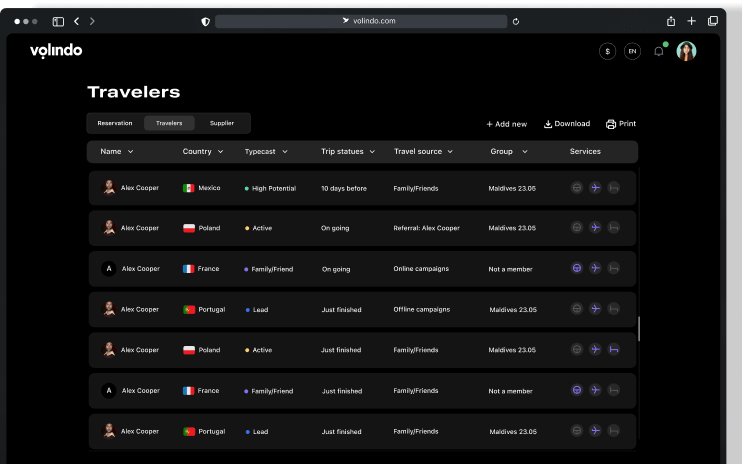 volindo.com
volindo
$ EN
Travelers
Reservation Travelers Supplier
+ Add new Download Print
Name Country Typecast Trip statues Travel source Group Services
Alex Cooper Mexico High Potential 10 days before Family/Friends Maldives 23.05
Alex Cooper Poland Active On going Referral: Alex Cooper Maldives 23.05
A Alex Cooper France Family/Friend On going Online campaigns Not a member
Alex Cooper Portugal Lead Just finished Offline campaigns Maldives 23.05
Alex Cooper Poland Active Just finished Family/Friends Maldives 23.05
A Alex Cooper France Family/Friend Just finished Family/Friends Not a member
Alex Cooper Portugal Lead Just finished Family/Friends Maldives 23.05